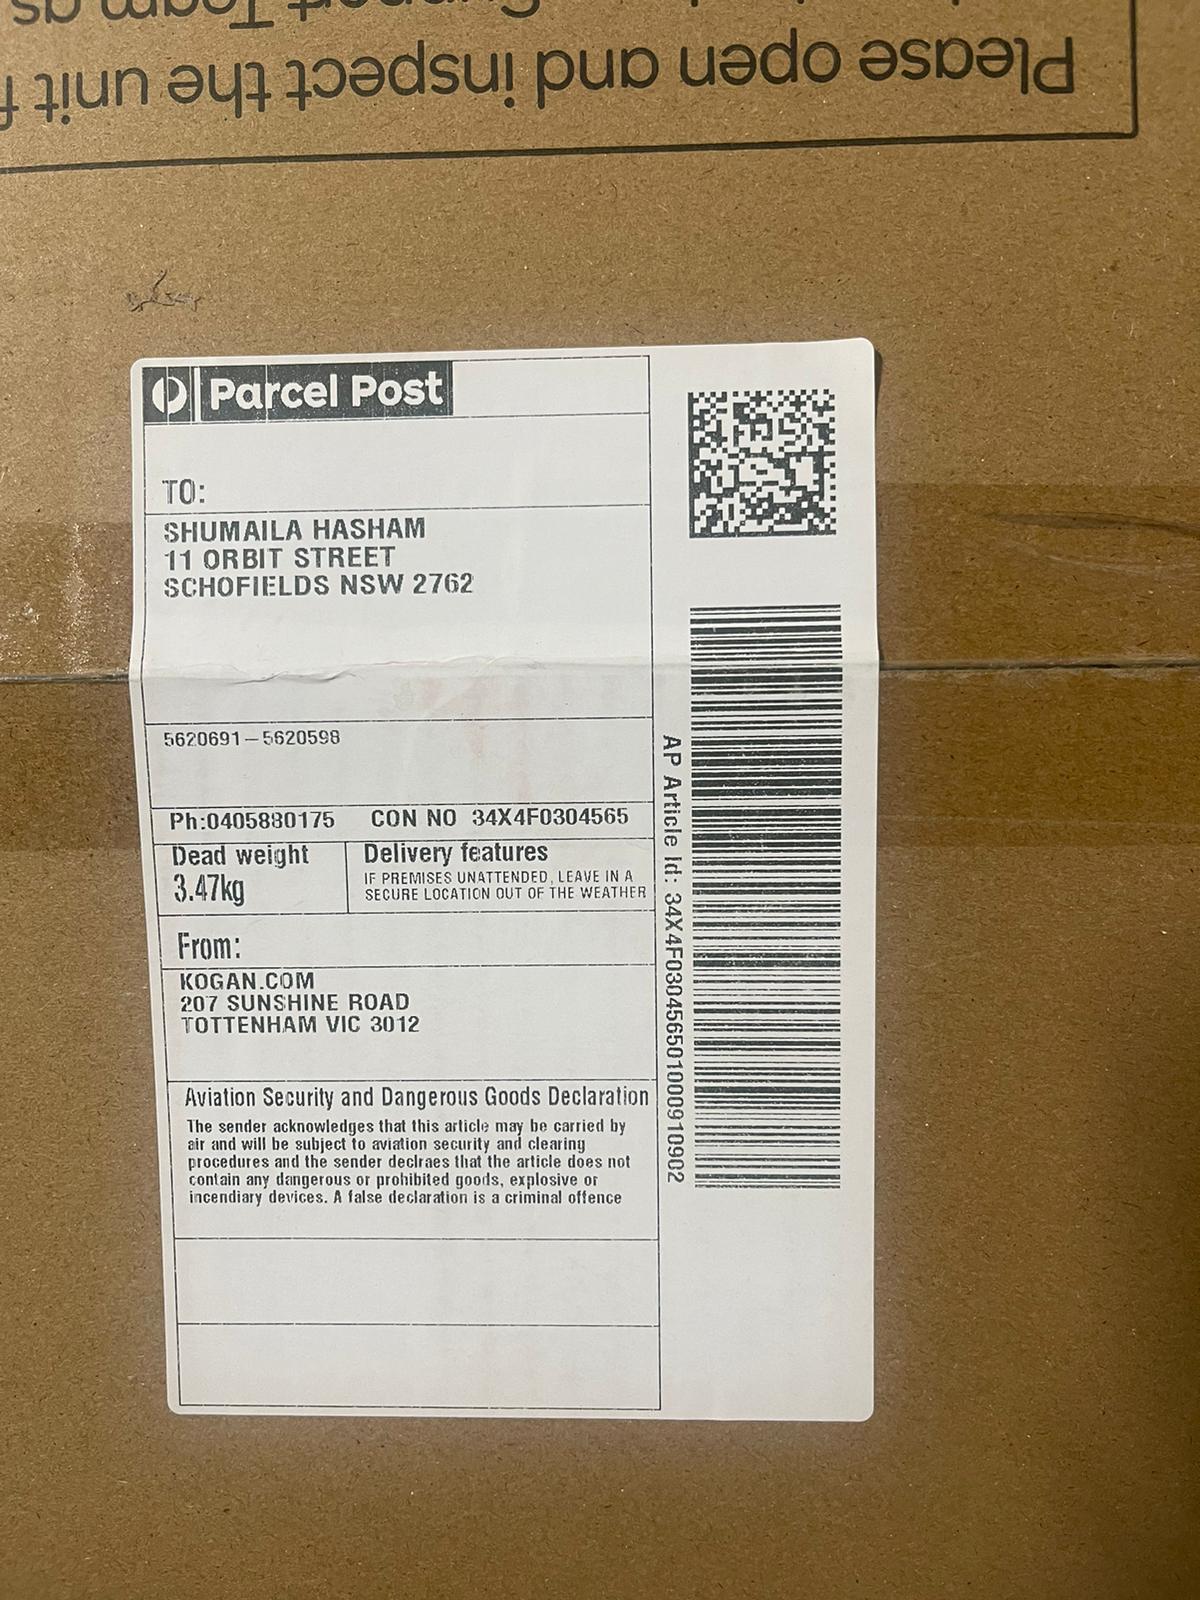 Support Team as
Please open and inspect the unit f
Parcel Post
TO:
SHUMAILA HASHAM
11 ORBIT STREET
SCHOFIELDS NSW 2762
5620691-5620598
Ph:0405880175 CON NO 34X4F0304565
Dead weight
3.47kg
Delivery features
IF PREMISES UNATTENDED, LEAVE IN A
SECURE LOCATION OUT OF THE WEATHER
From:
KOGAN.COM
207 SUNSHINE ROAD
TOTTENHAM VIC 3012
Aviation Security and Dangerous Goods Declaration
The sender acknowledges that this article may be carried by
air and will be subject to aviation security and clearing
procedures and the sender declraes that the article does not
contain any dangerous or prohibited goods, explosive or
incendiary devices. A false declaration is a criminal offence
AP Article Id: 34X4F030456501000910902